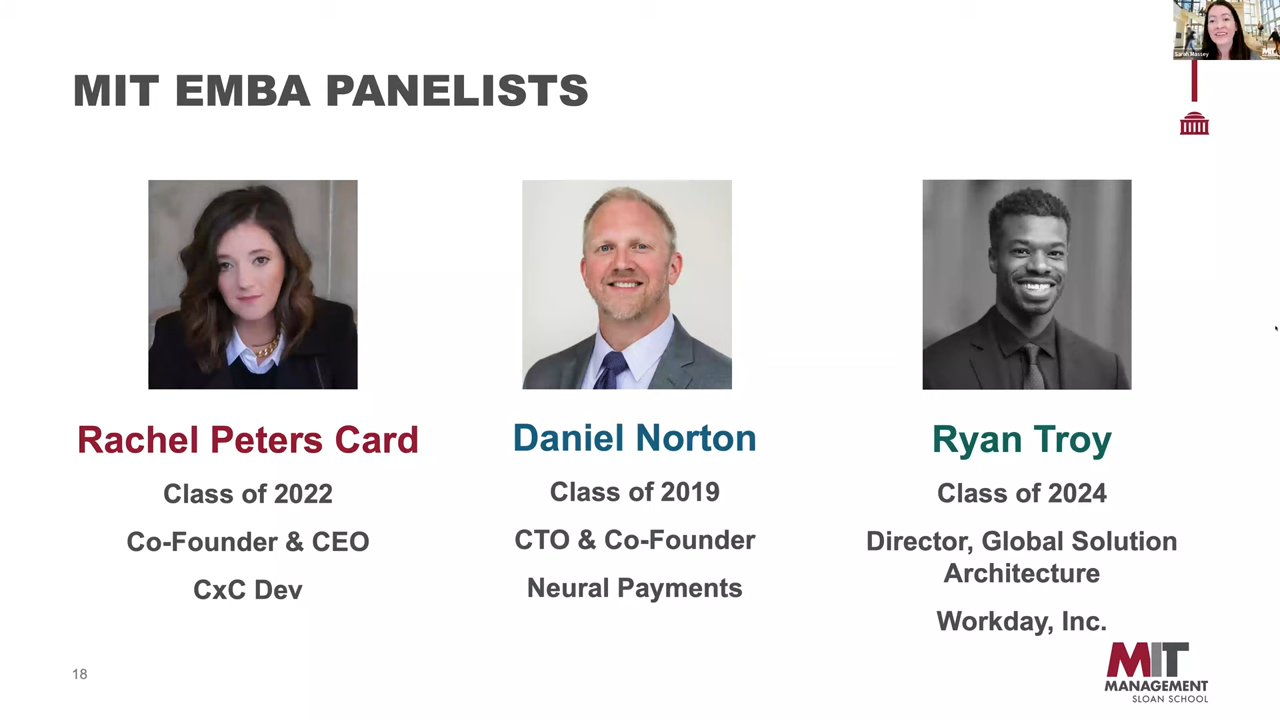 Sarah Massey
MIT EMBA PANELISTS
Rachel Peters Card
Class of 2022
Co-Founder & CEO
CxC Dev
Daniel Norton
Class of 2019
CTO & Co-Founder
Neural Payments
Ryan Troy
Class of 2024
Director, Global Solution
Architecture
Workday, Inc.
18
MIT
MANAGEMENT
SLOAN SCHOOL